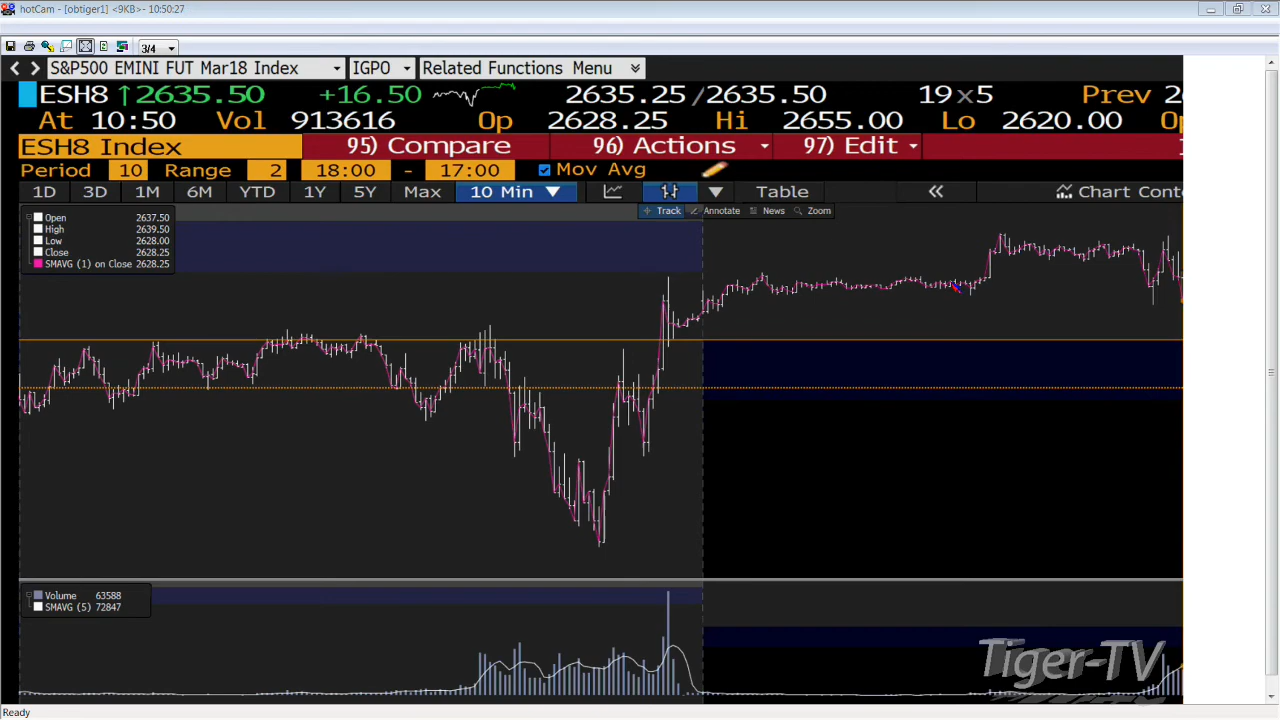 hotCam - [obtiger1] <9KB>- 10:50:27
3/4
S&P500 EMINI FUT Mar18 Index IGPO Related Functions Menu
ESH8 ↑2635.50 +16.50 2635.25/2635.50 19x5 Prev 2
At 10:50 Vol 913616 Op 2628.25 Hi 2655.00 Lo 2620.00
ESH8 Index 95) Compare 96) Actions 97) Edit
Period 10 Range 2 18:00 - 17:00 Mov Avg
1D 3D 1M 6M YTD 1Y 5Y Max 10 Min Table « Chart Cont
Track Annotate News Zoom
Open 2637.50
High 2639.50
Low 2628.00
Close 2628.25
SMAVG (1) on Close 2628.25
Volume 63588
SMAVG (5) 72847
Tiger-TV
Ready